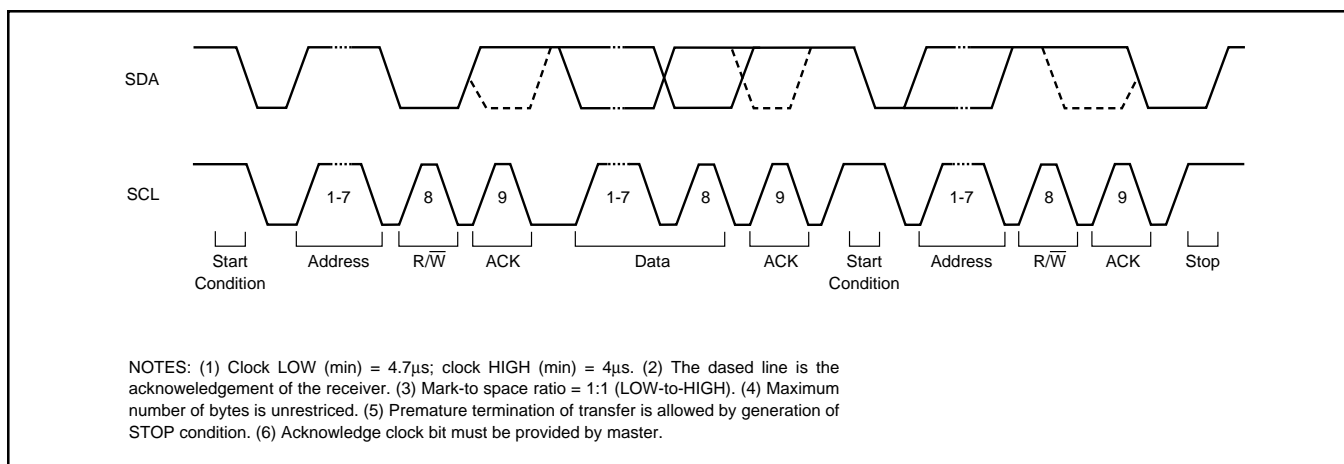 SDA
SCL
1-7 8 9 1-7 8 9 1-7 8 9
Start Condition Address R/W̅ ACK Data ACK Start Condition Address R/W̅ ACK Stop
NOTES: (1) Clock LOW (min) = 4.7µs; clock HIGH (min) = 4µs. (2) The dased line is the
acknoweledgement of the receiver. (3) Mark-to space ratio = 1:1 (LOW-to-HIGH). (4) Maximum
number of bytes is unrestriced. (5) Premature termination of transfer is allowed by generation of
STOP condition. (6) Acknowledge clock bit must be provided by master.